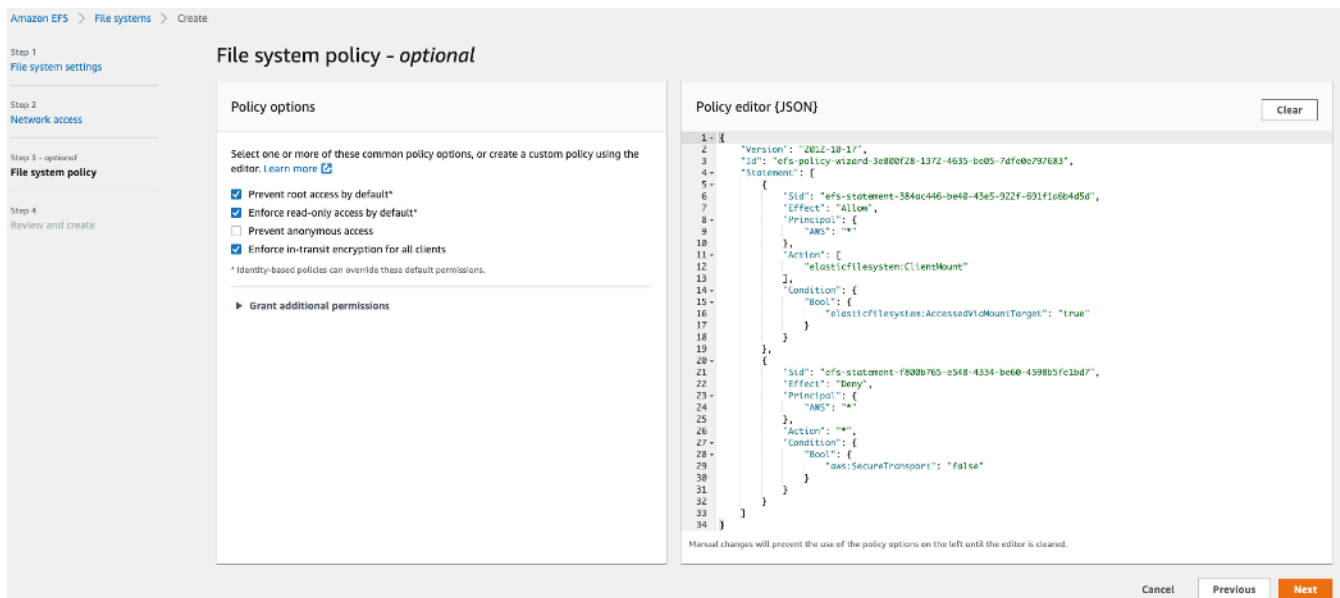 Amazon EFS > File systems > Create
Step 1
File system settings
Step 2
Network access
Step 3 - optional
File system policy
Step 4
Review and create
File system policy - optional
Policy options
Select one or more of these common policy options, or create a custom policy using the
editor. Learn more
Prevent root access by default*
Enforce read-only access by default*
Prevent anonymous access
Enforce in-transit encryption for all clients
* Identity-based policies can override these default permissions.
Grant additional permissions
Policy editor {JSON}
Clear
1 {
2 "Version": "2012-10-17",
3 "Id": "efs-policy-wizard-3e800f28-1372-4635-bc05-7dfe0e797683",
4 "Statement": [
5 {
6 "Sid": "efs-statement-384ac446-be40-43e5-922f-691f1a6b4d5d",
7 "Effect": "Allow",
8 "Principal": {
9 "AWS": "*"
10 },
11 "Action": [
12 "elasticfilesystem:ClientMount"
13 ],
14 "Condition": {
15 "Bool": {
16 "elasticfilesystem:AccessedViaMountTarget": "true"
17 }
18 }
19 },
20 {
21 "Sid": "efs-statement-f800b765-e548-4334-be60-4598b5fe1bd7",
22 "Effect": "Deny",
23 "Principal": {
24 "AWS": "*"
25 },
26 "Action": "*",
27 "Condition": {
28 "Bool": {
29 "aws:SecureTransport": "false"
30 }
31 }
32 }
33 ]
34 }
Manual changes will prevent the use of the policy options on the left until the editor is cleared.
Cancel
Previous
Next